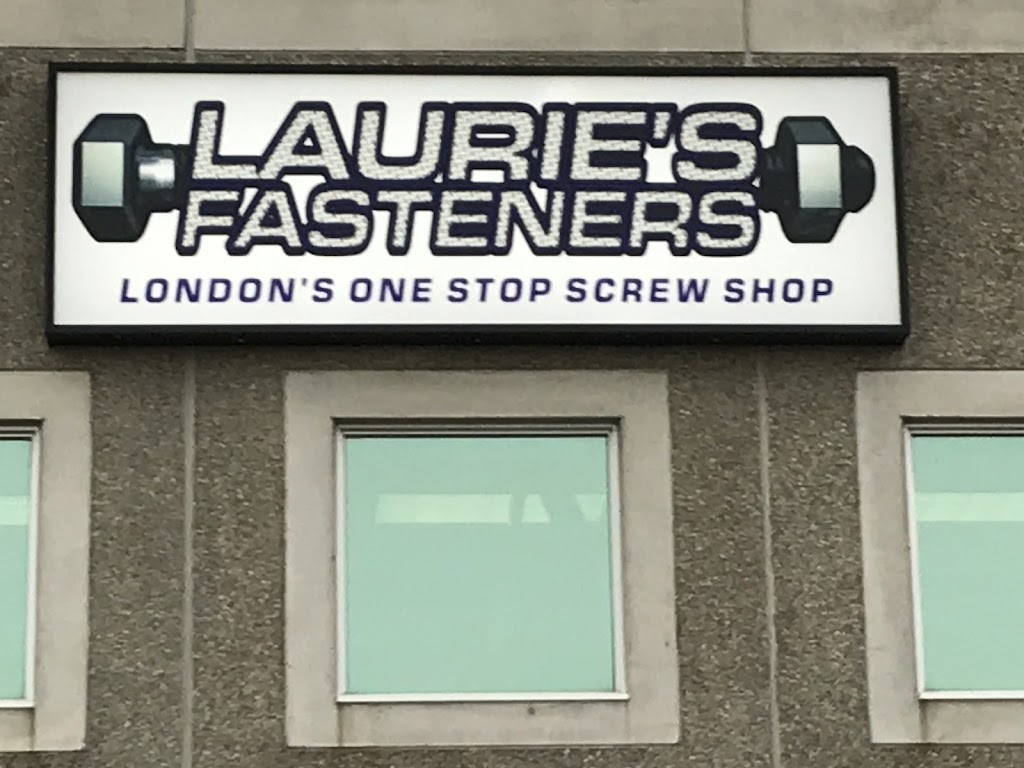 LAURIE'S
FASTENERS
LONDON'S ONE STOP SCREW SHOP